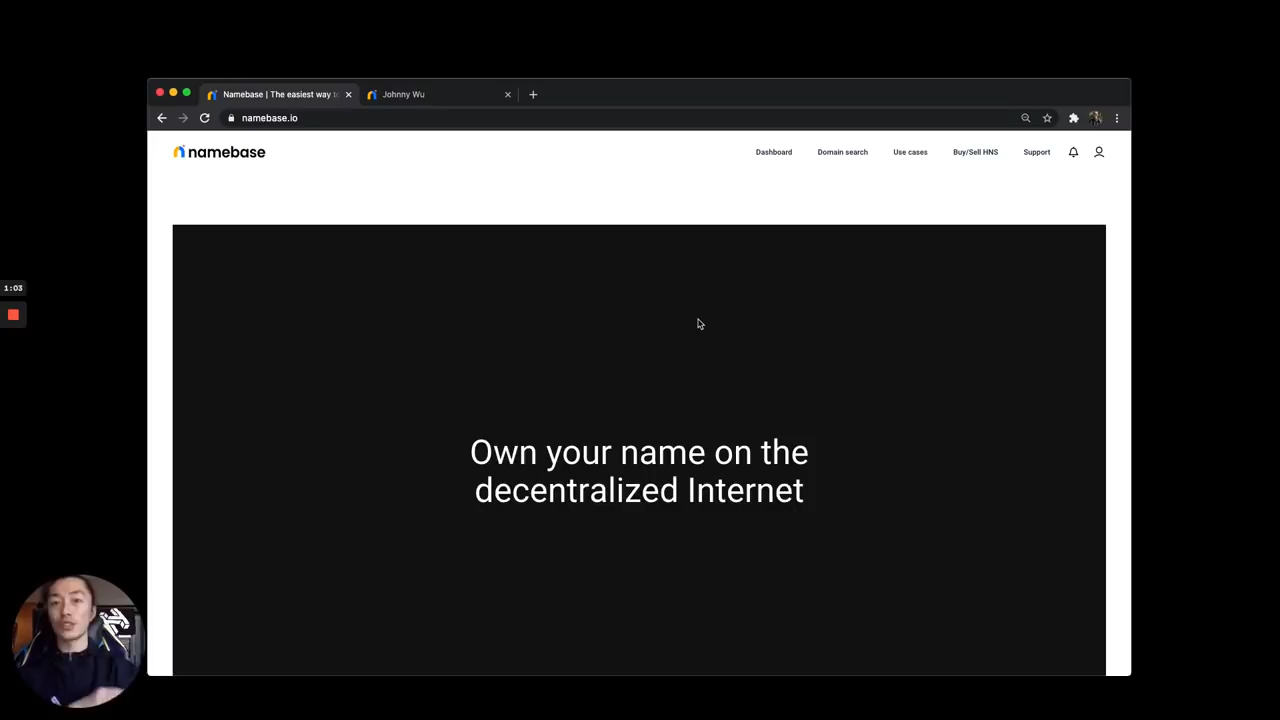 Namebase | The easiest way to
Johnny Wu
namebase.io
namebase
Dashboard
Domain search
Use cases
Buy/Sell HNS
Support
1:03
Own your name on the
decentralized Internet